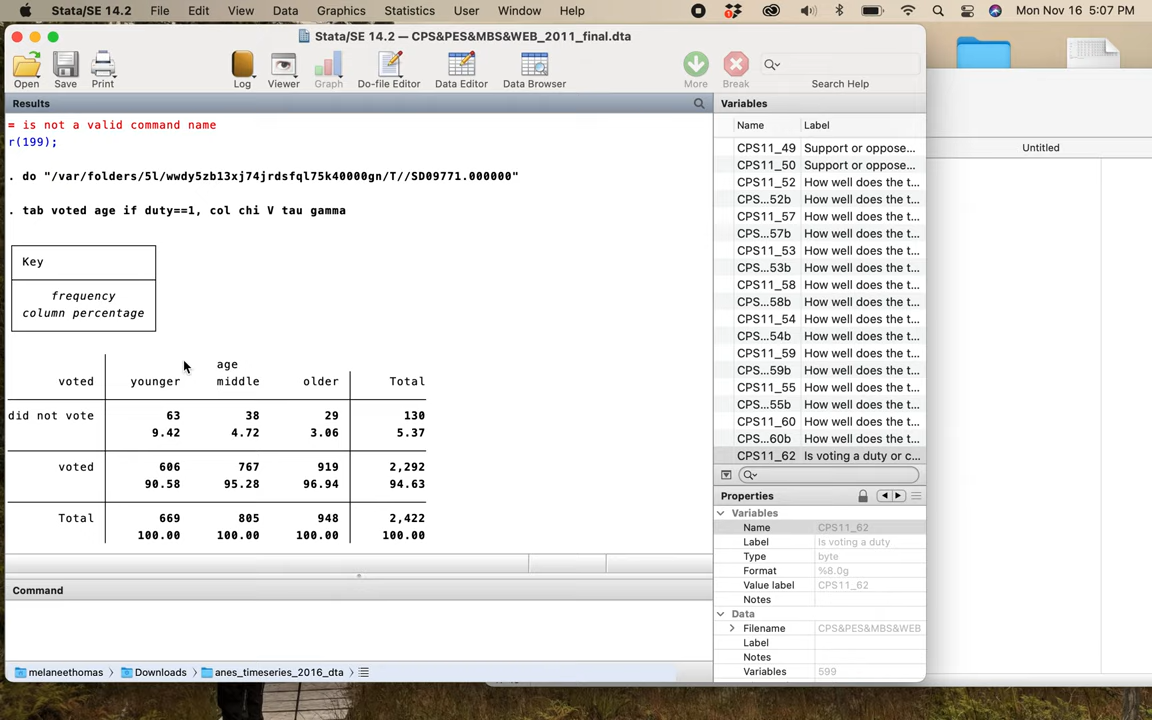 Stata/SE 14.2 File Edit View Data Graphics Statistics User Window Help Mon Nov 16 5:07 PM
Stata/SE 14.2 — CPS&PES&MBS&WEB_2011_final.dta
Open Save Print Log Viewer Graph Do-file Editor Data Editor Data Browser More Break Search Help
Results
= is not a valid command name
r(199);
. do "/var/folders/5l/wwdy5zb13xj74jrdsfql75k40000gn/T//SD09771.000000"
. tab voted age if duty==1, col chi V tau gamma
Key
frequency
column percentage
age
voted younger middle older Total
did not vote 63 38 29 130
9.42 4.72 3.06 5.37
voted 606 767 919 2,292
90.58 95.28 96.94 94.63
Total 669 805 948 2,422
100.00 100.00 100.00 100.00
Command
melaneethomas Downloads anes_timeseries_2016_dta
Variables
Name Label
CPS11_49 Support or oppose...
CPS11_50 Support or oppose...
CPS11_52 How well does the t...
CPS...52b How well does the t...
CPS11_57 How well does the t...
CPS...57b How well does the t...
CPS11_53 How well does the t...
CPS...53b How well does the t...
CPS11_58 How well does the t...
CPS...58b How well does the t...
CPS11_54 How well does the t...
CPS...54b How well does the t...
CPS11_59 How well does the t...
CPS...59b How well does the t...
CPS11_55 How well does the t...
CPS...55b How well does the t...
CPS11_60 How well does the t...
CPS...60b How well does the t...
CPS11_62 Is voting a duty or c...
Properties
Variables
Name CPS11_62
Label Is voting a duty
Type byte
Format %8.0g
Value label CPS11_62
Notes
Data
Filename CPS&PES&MBS&WEB
Label
Notes
Variables 599
Untitled